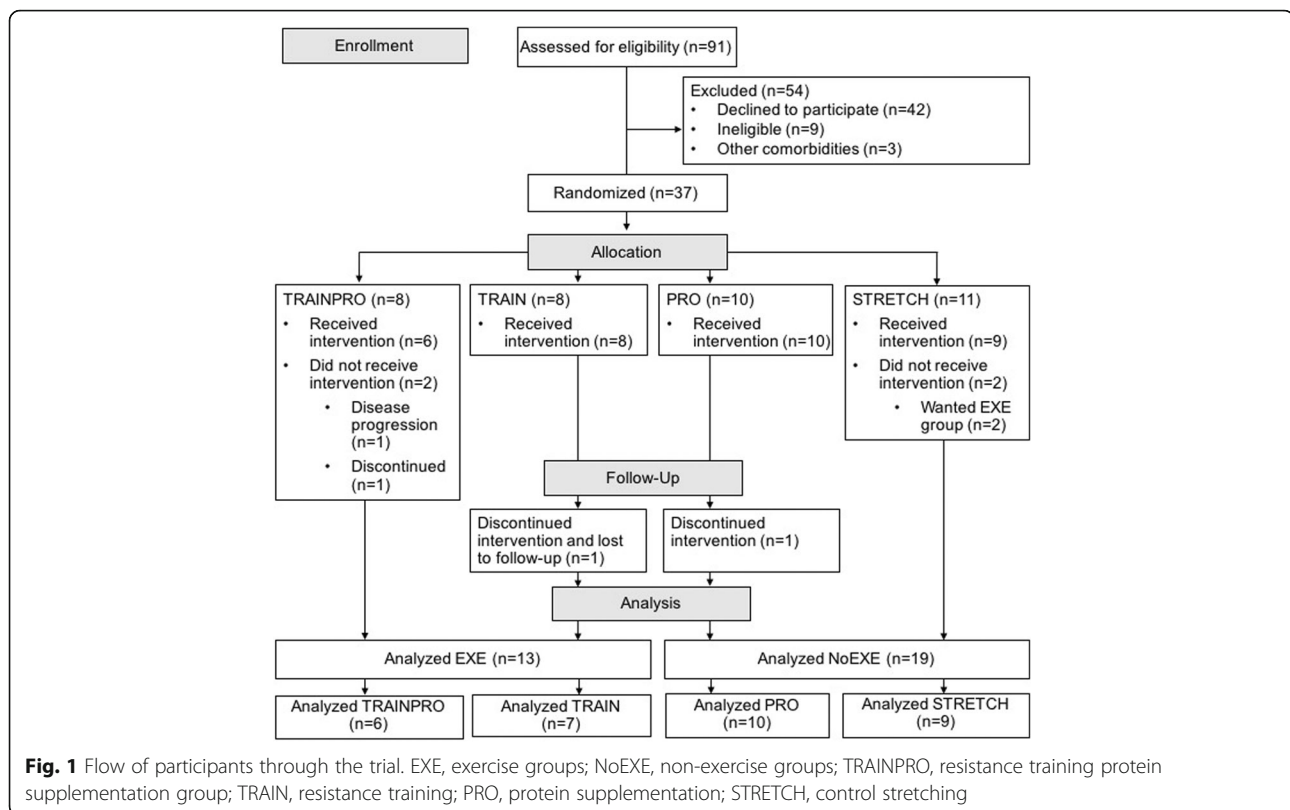 Enrollment
Assessed for eligibility (n=91)
Excluded (n=54)
• Declined to participate (n=42)
• Ineligible (n=9)
• Other comorbidities (n=3)
Randomized (n=37)
Allocation
TRAINPRO (n=8)
• Received
intervention (n=6)
• Did not receive
intervention (n=2)
• Disease
progression
(n=1)
• Discontinued
(n=1)
TRAIN (n=8)
• Received
intervention (n=8)
PRO (n=10)
• Received
intervention (n=10)
STRETCH (n=11)
• Received
intervention (n=9)
• Did not receive
intervention (n=2)
• Wanted EXE
group (n=2)
Follow-Up
Discontinued
intervention and lost
to follow-up (n=1)
Discontinued
intervention (n=1)
Analysis
Analyzed EXE (n=13)
Analyzed NoEXE (n=19)
Analyzed TRAINPRO
(n=6)
Analyzed TRAIN
(n=7)
Analyzed PRO
(n=10)
Analyzed STRETCH
(n=9)
Fig. 1 Flow of participants through the trial. EXE, exercise groups; NoEXE, non-exercise groups; TRAINPRO, resistance training protein
supplementation group; TRAIN, resistance training; PRO, protein supplementation; STRETCH, control stretching